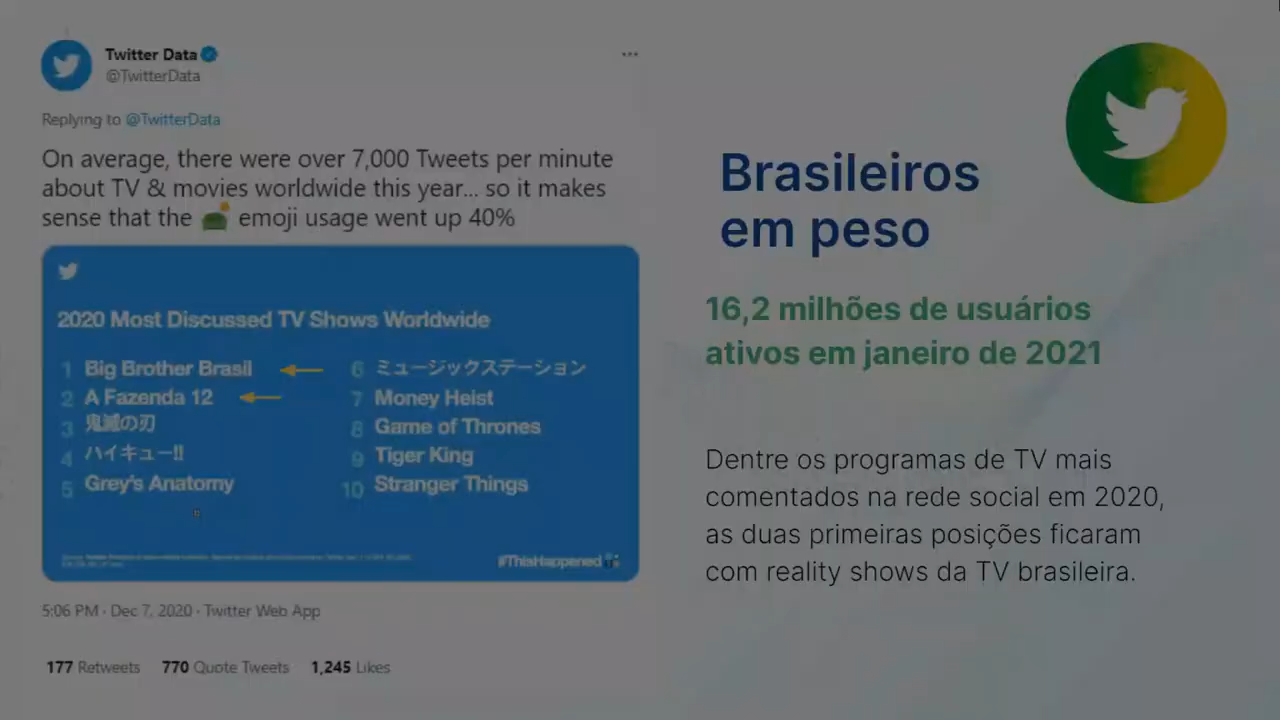 Twitter Data
@TwitterData
Replying to @TwitterData
On average, there were over 7,000 Tweets per minute
about TV & movies worldwide this year... so it makes
sense that the emoji usage went up 40%
2020 Most Discussed TV Shows Worldwide
1 Big Brother Brasil
2 A Fazenda 12
3 鬼滅の刃
4 ハイキュー!!
5 Grey's Anatomy
6 ミュージックステーション
7 Money Heist
8 Game of Thrones
9 Tiger King
10 Stranger Things
#ThisHappened
5:06 PM · Dec 7, 2020 · Twitter Web App
177 Retweets 770 Quote Tweets 1,245 Likes
Brasileiros
em peso
16,2 milhões de usuários
ativos em janeiro de 2021
Dentre os programas de TV mais
comentados na rede social em 2020,
as duas primeiras posições ficaram
com reality shows da TV brasileira.